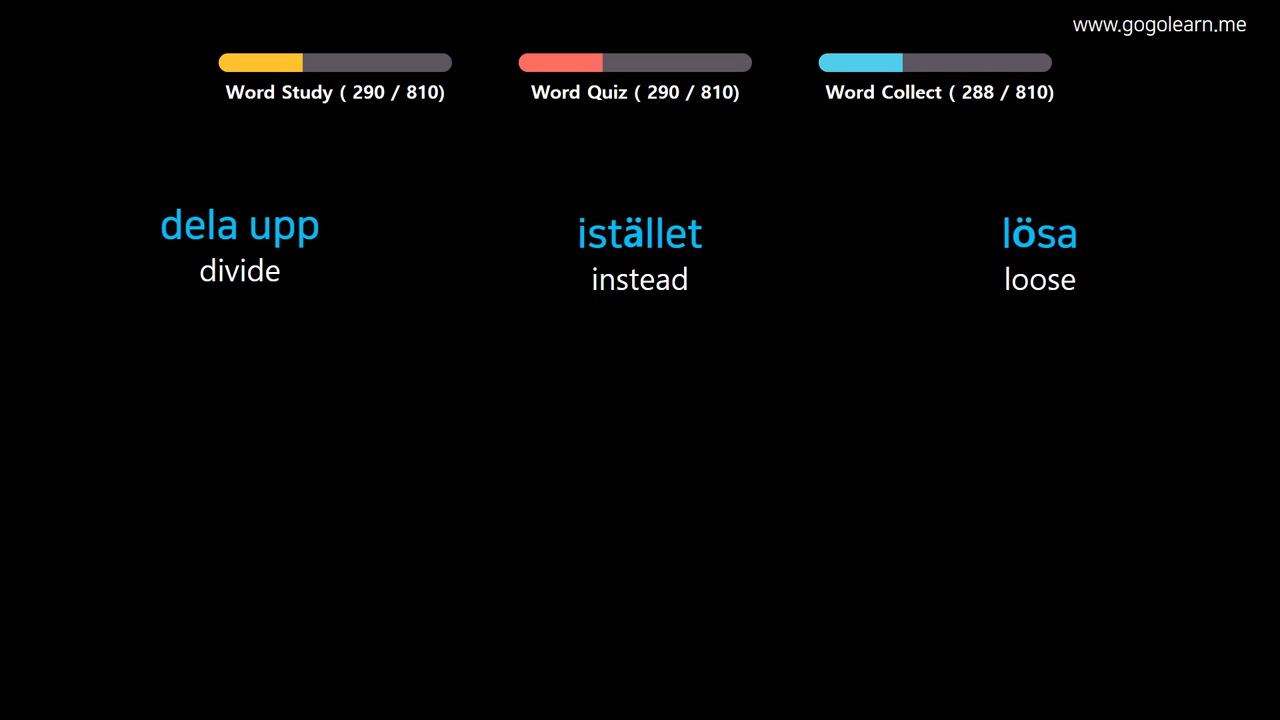 www.gogolearn.me
Word Study ( 290 / 810)
Word Quiz ( 290 / 810)
Word Collect ( 288 / 810)
dela upp
divide
istället
instead
lösa
loose